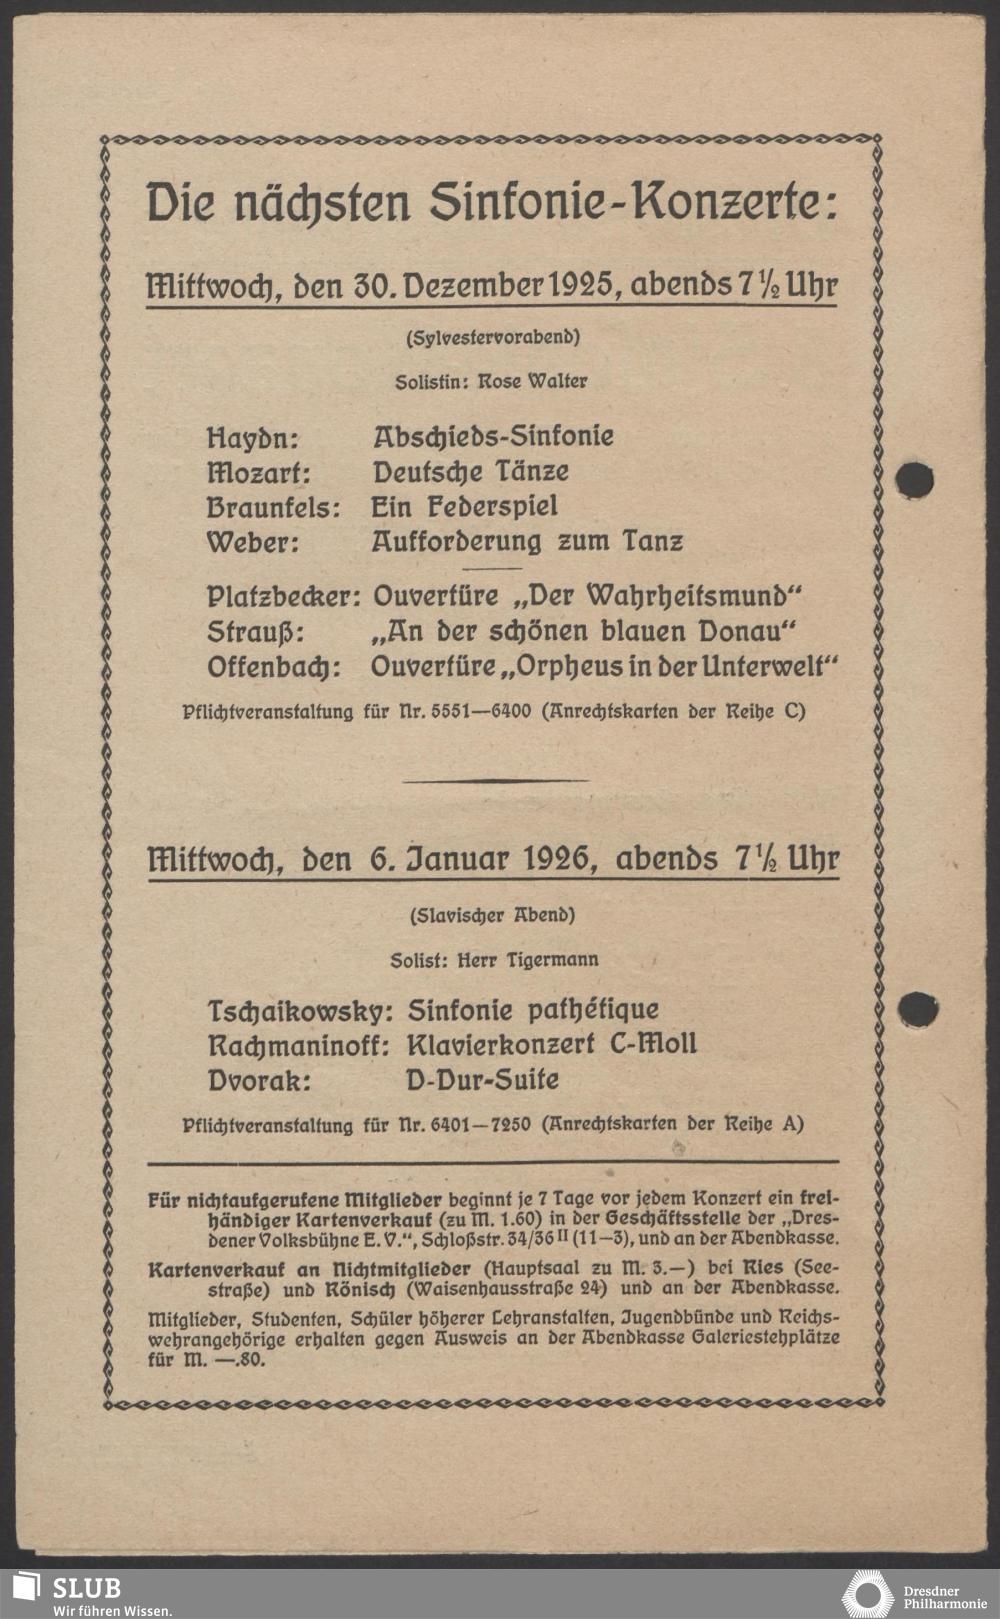 Die nächsten Sinfonie-Konzerte:
Mittwoch, den 30. Dezember 1925, abends 7½ Uhr
(Sylvestervorabend)
Solistin: Rose Walter
Haydn: Abschieds-Sinfonie
Mozart: Deutsche Tänze
Braunfels: Ein Federspiel
Weber: Aufforderung zum Tanz
Platzbecker: Ouvertüre „Der Wahrheitsmund“
Strauß: „An der schönen blauen Donau“
Offenbach: Ouvertüre „Orpheus in der Unterwelt“
Pflichtveranstaltung für Nr. 5551—6400 (Anrechtskarten der Reihe C)
Mittwoch, den 6. Januar 1926, abends 7½ Uhr
(Slavischer Abend)
Solist: Herr Tigermann
Tschaikowsky: Sinfonie pathétique
Rachmaninoff: Klavierkonzert C-Moll
Dvorak: D-Dur-Suite
Pflichtveranstaltung für Nr. 6401—7250 (Anrechtskarten der Reihe A)
Für nichtaufgerufene Mitglieder beginnt je 7 Tage vor jedem Konzert ein frei-
händiger Kartenverkauf (zu M. 1.60) in der Geschäftsstelle der „Dres-
dener Volksbühne E. V.“, Schloßstr. 34/36 II (11—3), und an der Abendkasse.
Kartenverkauf an Nichtmitglieder (Hauptsaal zu M. 3.—) bei Ries (See-
straße) und Rönisch (Waisenhausstraße 24) und an der Abendkasse.
Mitglieder, Studenten, Schüler höherer Lehranstalten, Jugendbünde und Reichs-
wehrangehörige erhalten gegen Ausweis an der Abendkasse Galeriestehplätze
für M. —.80.
SLUB
Wir führen Wissen.
Dresdner
Philharmonie